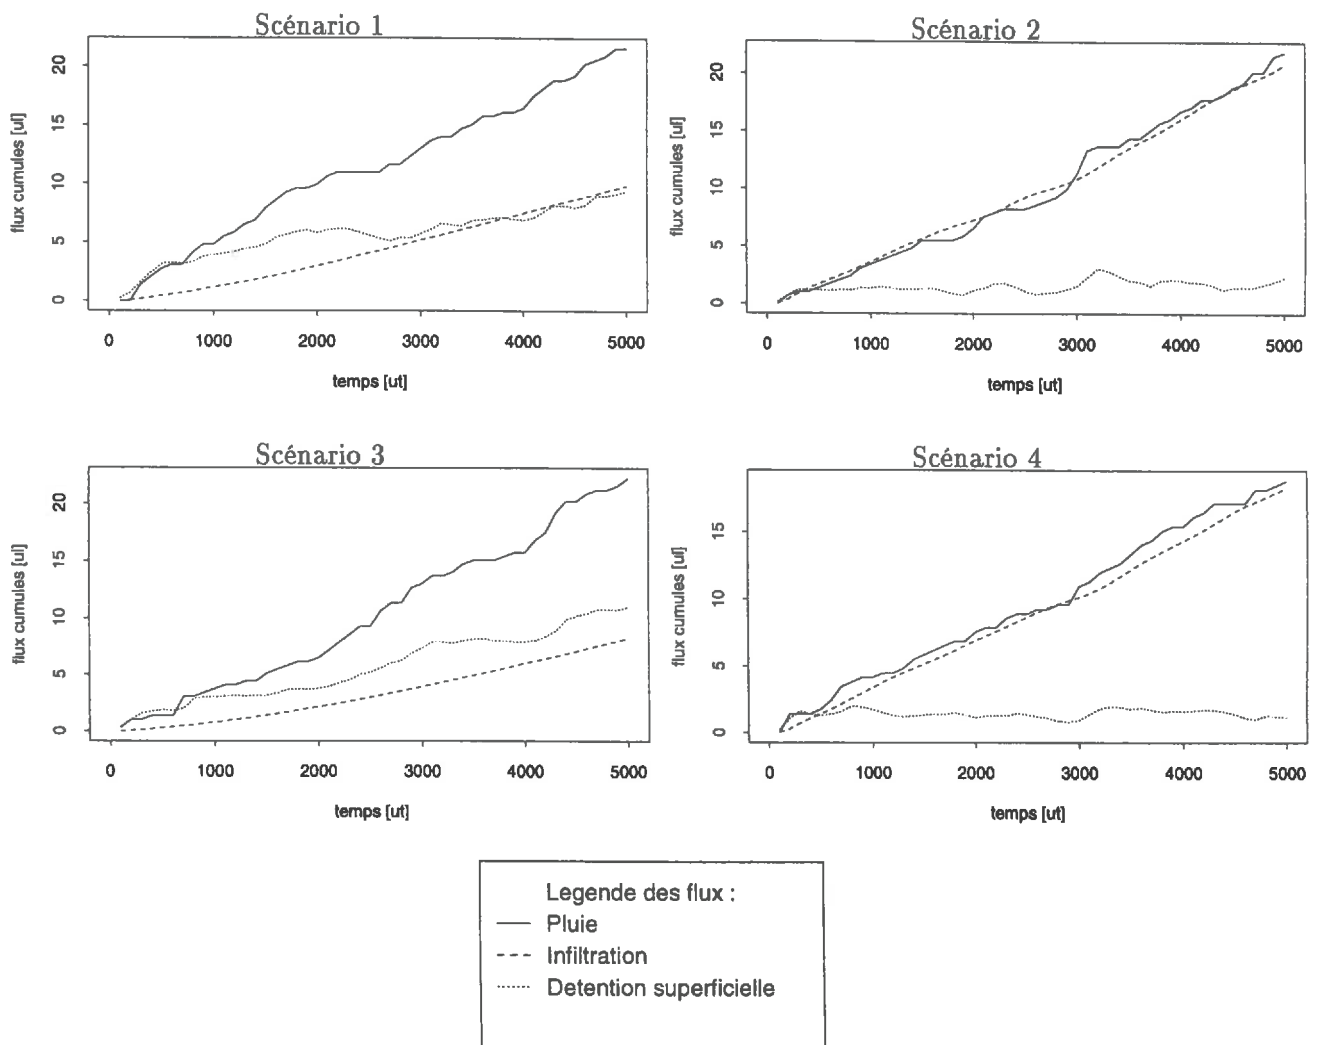 Scénario 1
20
15
10
5
0
flux cumules [ul]
0 1000 2000 3000 4000 5000
temps [ut]
Scénario 2
20
15
10
5
0
flux cumules [ul]
0 1000 2000 3000 4000 5000
temps [ut]
Scénario 3
20
15
10
5
0
flux cumules [ul]
0 1000 2000 3000 4000 5000
temps [ut]
Scénario 4
15
10
5
0
flux cumules [ul]
0 1000 2000 3000 4000 5000
temps [ut]
Legende des flux :
Pluie
Infiltration
Detention superficielle